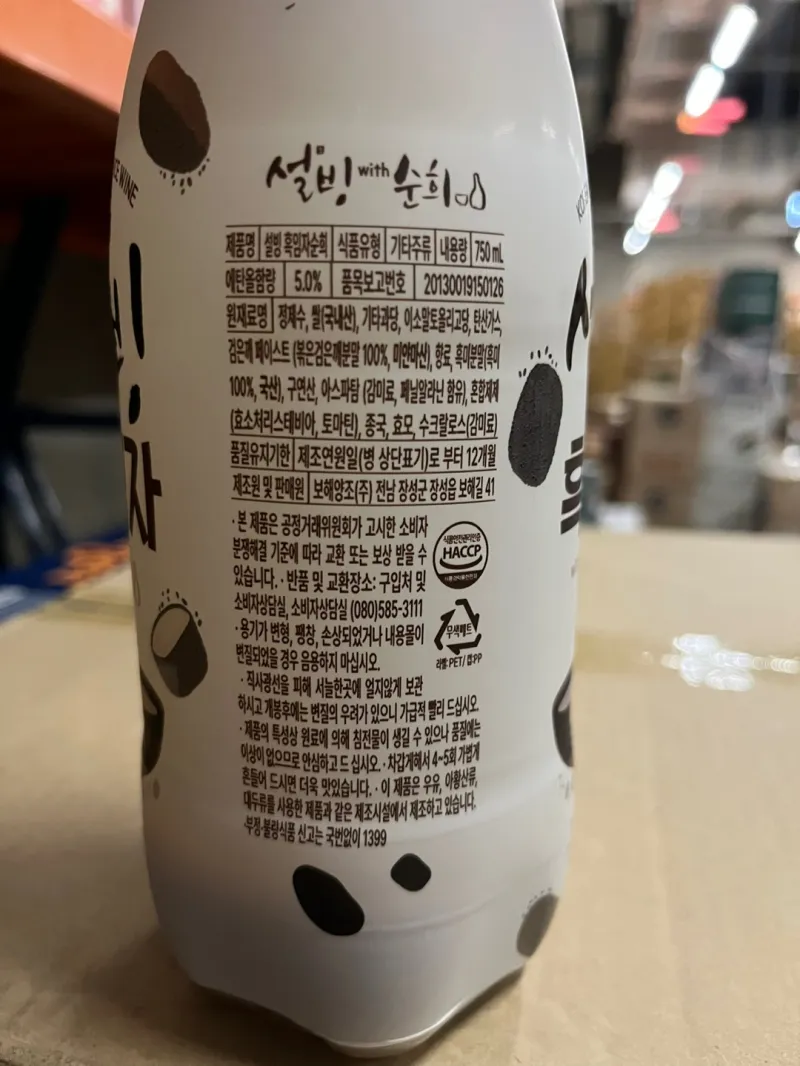 설빙 with 순희
제품명 설빙 흑임자순희 식품유형 기타주류 내용량 750 mL
에탄올함량 5.0% 품목보고번호 20130019150126
원재료명 정제수, 쌀(국내산), 기타과당, 이소말토올리고당, 탄산가스,
검은깨 페이스트 (볶은검은깨분말 100%, 미얀마산), 향료, 흑미분말(흑미
100%, 국산), 구연산, 아스파탐 (감미료, 페닐알라닌 함유), 혼합제제
(효소처리스테비아, 토마틴), 종국, 효모, 수크랄로스(감미료)
품질유지기한 제조연원일(병 상단표기)로 부터 12개월
제조원 및 판매원 보해양조(주) 전남 장성군 장성읍 보해길 41
· 본 제품은 공정거래위원회가 고시한 소비자
분쟁해결 기준에 따라 교환 또는 보상 받을 수
있습니다. · 반품 및 교환장소: 구입처 및
소비자상담실, 소비자상담실 (080)585-3111
· 용기가 변형, 팽창, 손상되었거나 내용물이
변질되었을 경우 음용하지 마십시오.
· 직사광선을 피해 서늘한곳에 얼지않게 보관
하시고 개봉후에는 변질의 우려가 있으니 가급적 빨리 드십시오.
· 제품의 특성상 원료에 의해 침전물이 생길 수 있으나 품질에는
이상이 없으므로 안심하고 드 십시오. · 차갑게해서 4~5회 가볍게
흔들어 드시면 더욱 맛있습니다. · 이 제품은 우유, 아황산류,
대두류를 사용한 제품과 같은 제조시설에서 제조하고 있습니다.
· 부정·불량식품 신고는 국번없이 1399
HACCP
무색페트
라벨: PET / 캡:PP
WINE
자